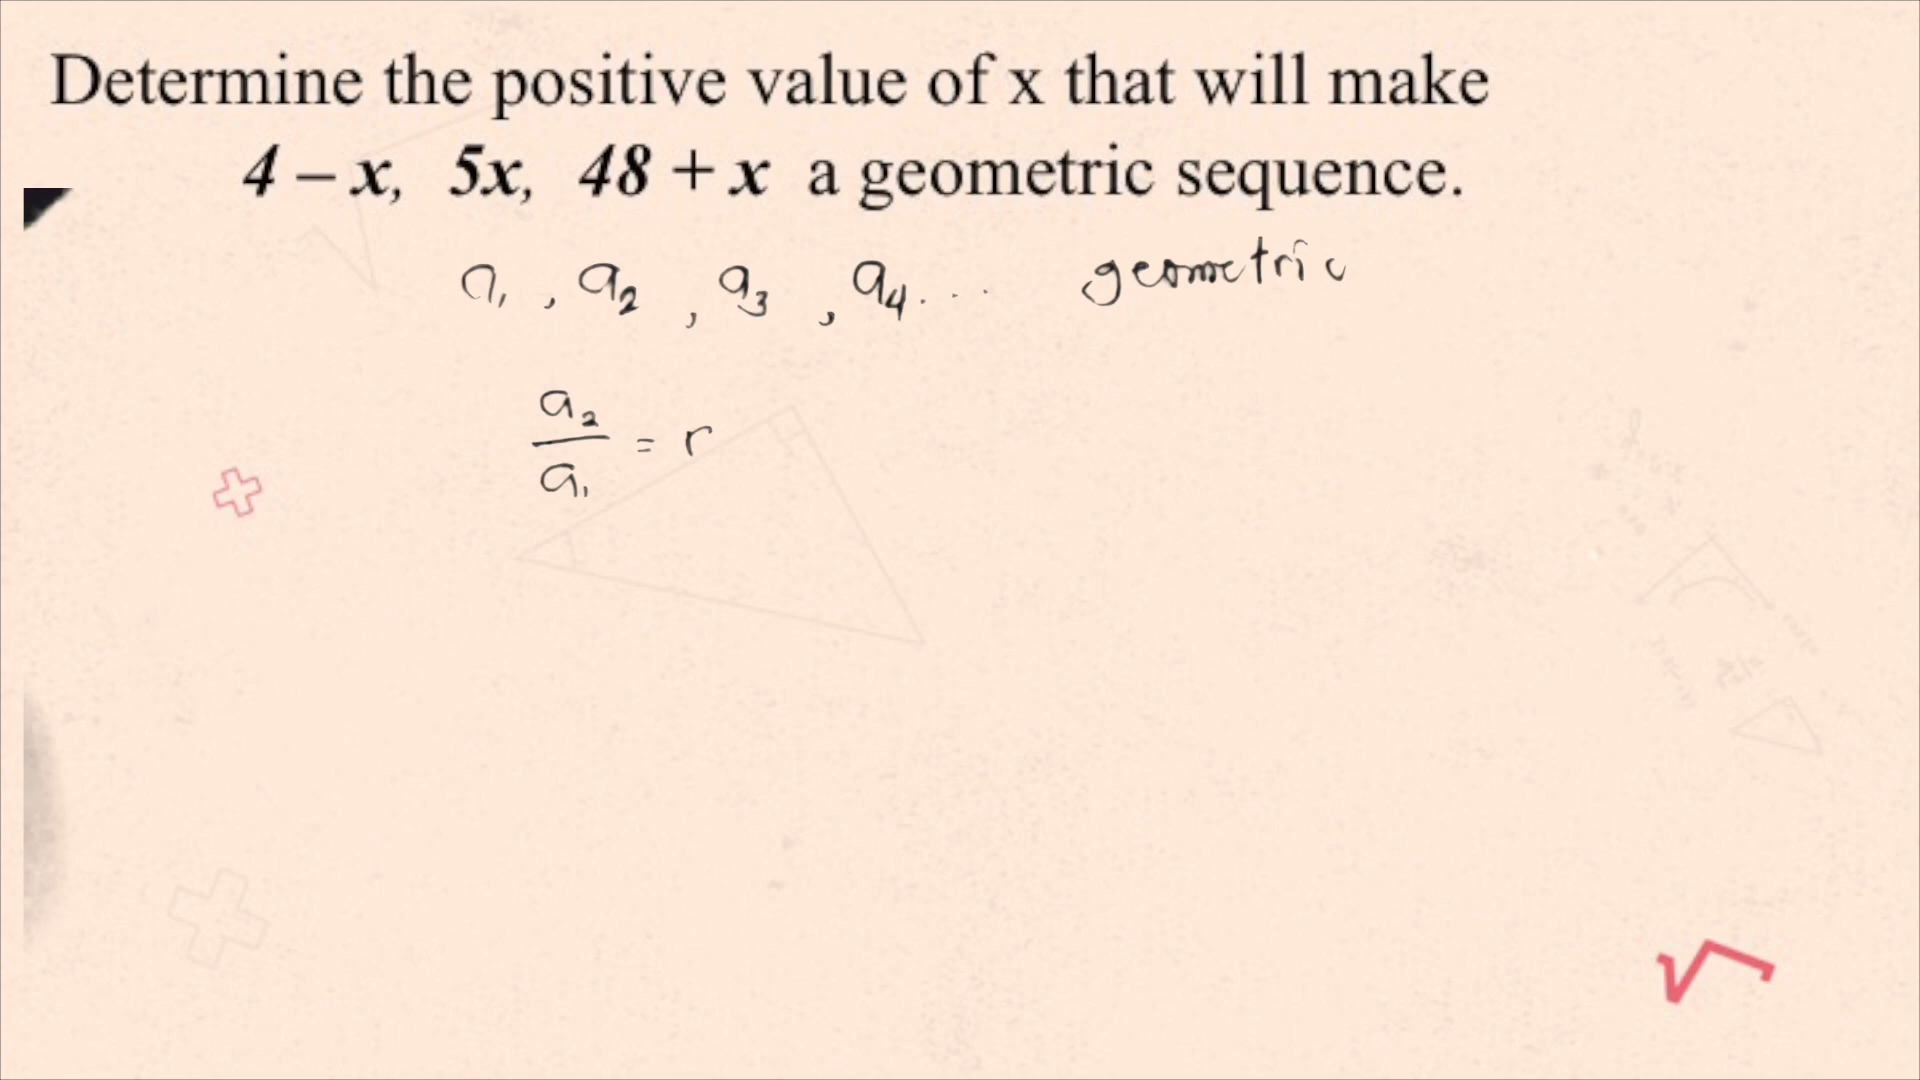 Determine the positive value of x that will make
4 – x, 5x, 48 + x a geometric sequence.
a₁ , a₂ , a₃ , a₄ . . . geometric
a₂
—— = r
a₁